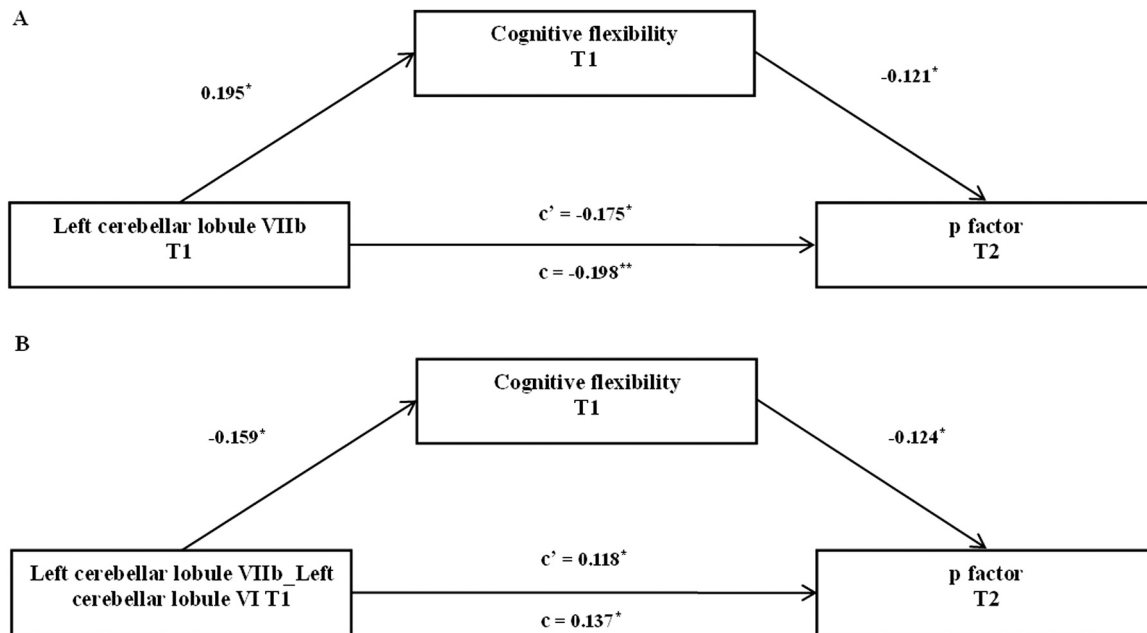 A
Cognitive flexibility
T1
0.195*
-0.121*
Left cerebellar lobule VIIb
T1
c’ = -0.175*
c = -0.198**
p factor
T2
B
Cognitive flexibility
T1
-0.159*
-0.124*
Left cerebellar lobule VIIb_Left
cerebellar lobule VI T1
c’ = 0.118*
c = 0.137*
p factor
T2